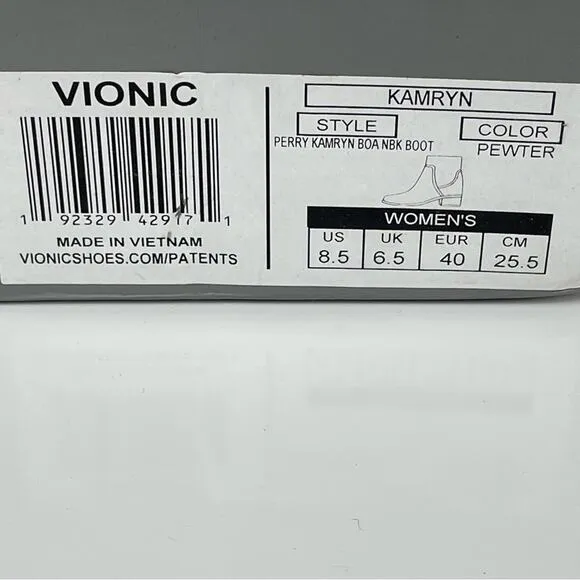 VIONIC
1 92329 42917 1
MADE IN VIETNAM
VIONICSHOES.COM/PATENTS
KAMRYN
STYLE
COLOR
PERRY KAMRYN BOA NBK BOOT
PEWTER
WOMEN'S
US UK EUR CM
8.5 6.5 40 25.5